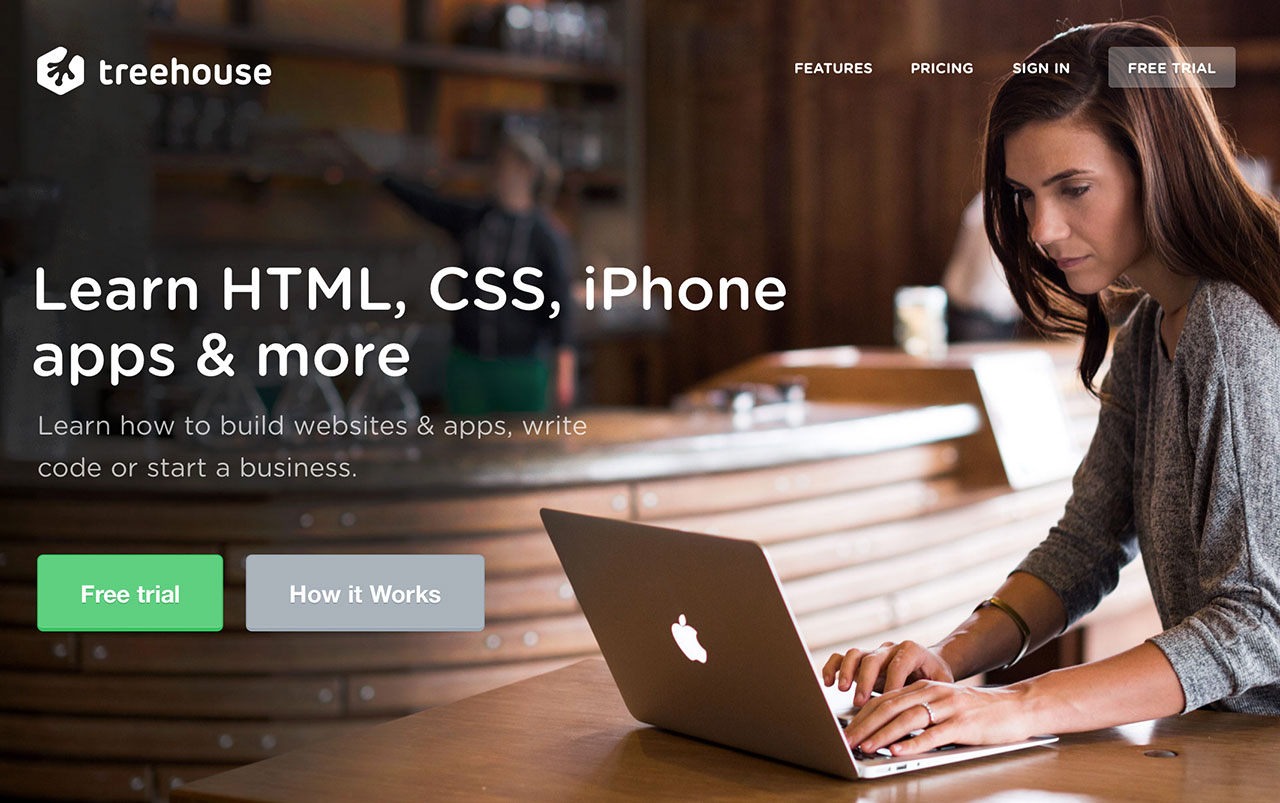 treehouse
FEATURES PRICING SIGN IN FREE TRIAL
Learn HTML, CSS, iPhone
apps & more
Learn how to build websites & apps, write
code or start a business.
Free trial How it Works